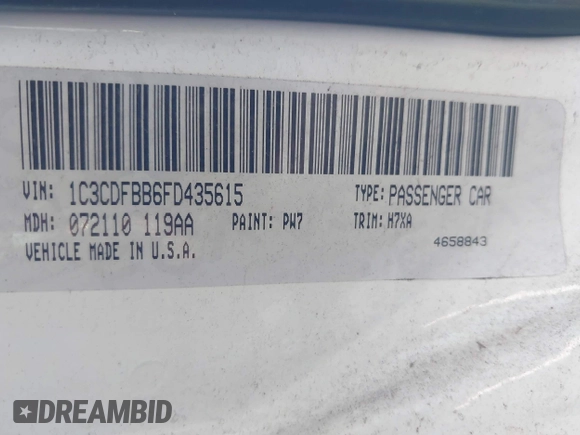 VIN: 1C3CDFBB6FD435615 TYPE: PASSENGER CAR
MDH: 072110 119AA PAINT: PW7 TRIM: H7XA
VEHICLE MADE IN U.S.A. 4658843
DREAMBID